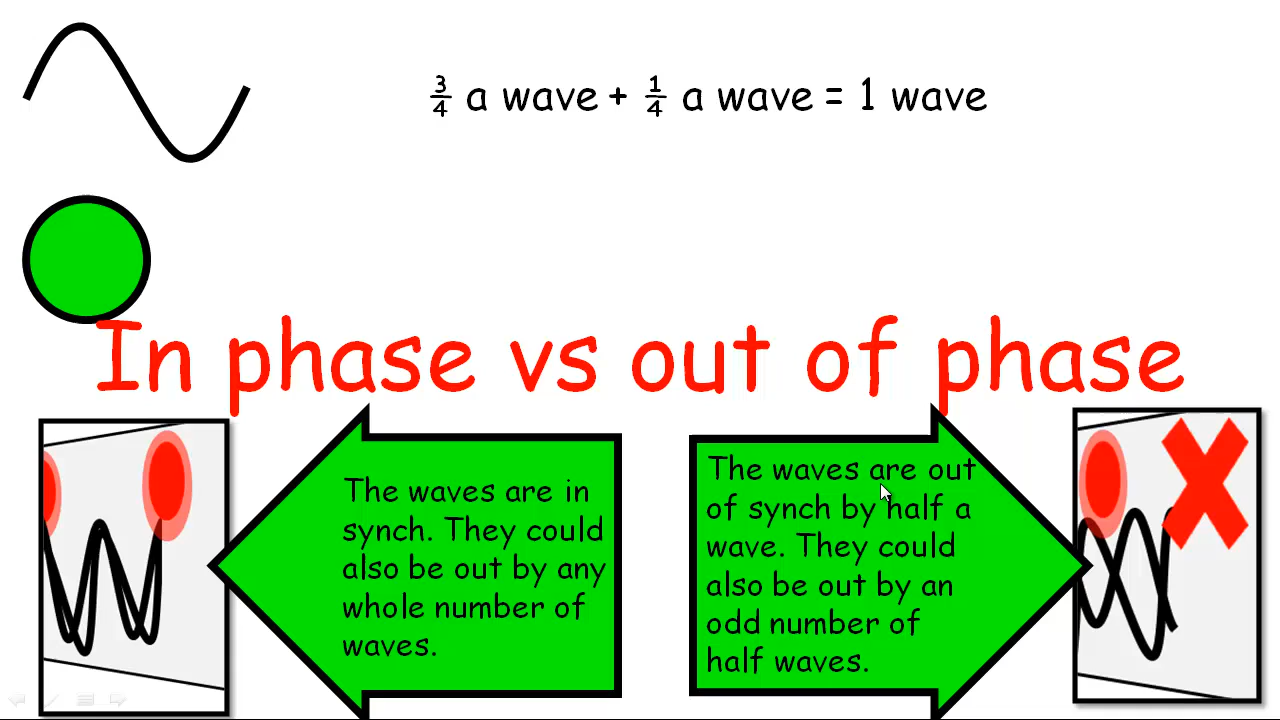 ¾ a wave + ¼ a wave = 1 wave
In phase vs out of phase
The waves are in
synch. They could
also be out by any
whole number of
waves.
The waves are out
of synch by half a
wave. They could
also be out by an
odd number of
half waves.